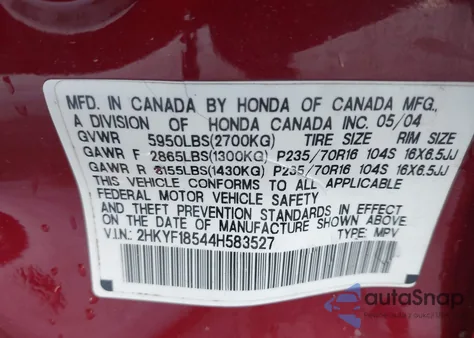 MFD. IN CANADA BY HONDA OF CANADA MFG.,
A DIVISION OF HONDA CANADA INC. 05/04
GVWR 5950LBS(2700KG) TIRE SIZE RIM SIZE
GAWR F 2865LBS(1300KG) P235/70R16 104S 16X6.5JJ
GAWR R 3155LBS(1430KG) P235/70R16 104S 16X6.5JJ
THIS VEHICLE CONFORMS TO ALL APPLICABLE
FEDERAL MOTOR VEHICLE SAFETY
AND THEFT PREVENTION STANDARDS IN EFFECT
ON THE DATE OF MANUFACTURE SHOWN ABOVE.
V.I.N.: 2HKYF18544H583527 TYPE: MPV
autaSnap